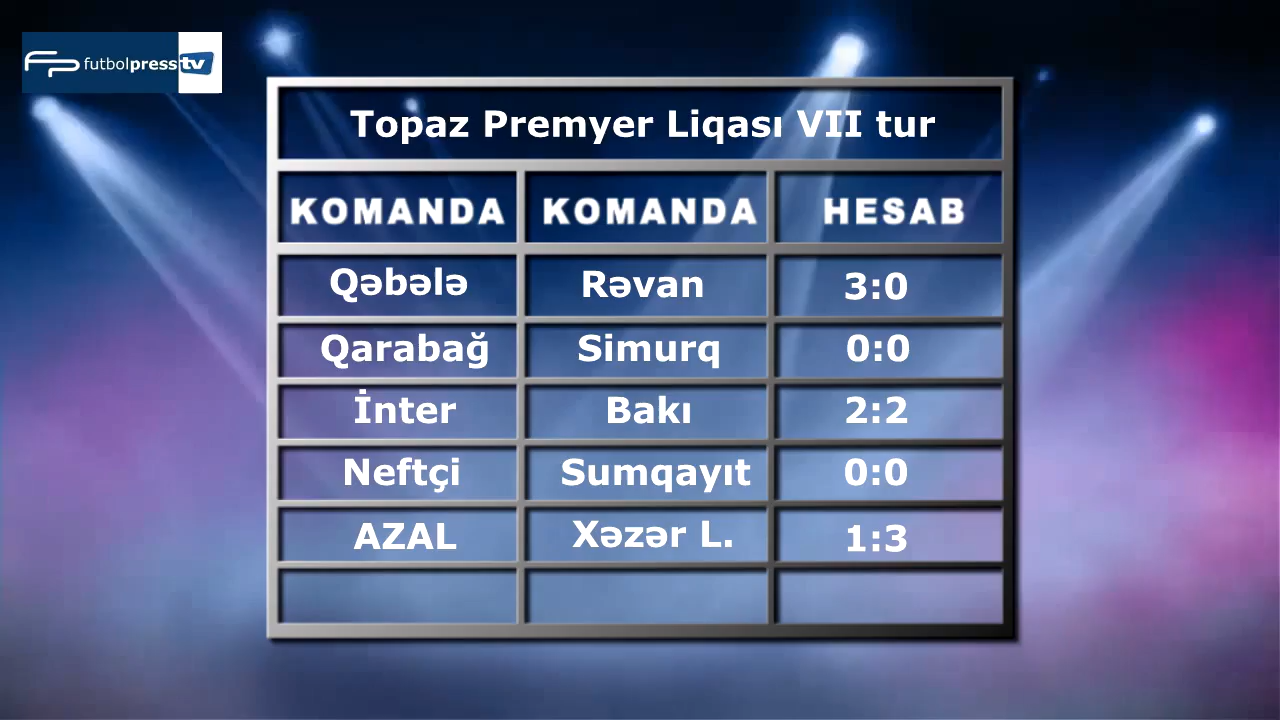 futbolpress tv
Topaz Premyer Liqası VII tur
KOMANDA KOMANDA HESAB
Qəbələ Rəvan 3:0
Qarabağ Simurq 0:0
İnter Bakı 2:2
Neftçi Sumqayıt 0:0
AZAL Xəzər L. 1:3